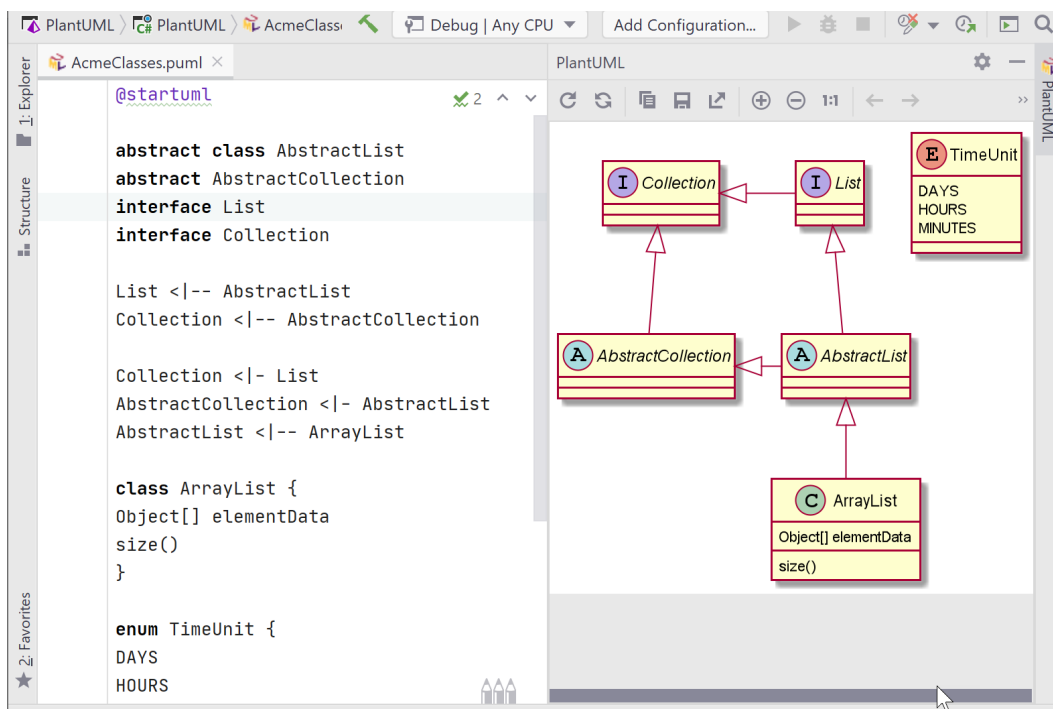 PlantUML PlantUML AcmeClass Debug | Any CPU Add Configuration...
AcmeClasses.puml
PlantUML
1: Explorer
Structure
2: Favorites
PlantUML
2
1:1
@startuml
abstract class AbstractList
abstract AbstractCollection
interface List
interface Collection
List <|-- AbstractList
Collection <|-- AbstractCollection
Collection <|- List
AbstractCollection <|- AbstractList
AbstractList <|-- ArrayList
class ArrayList {
Object[] elementData
size()
}
enum TimeUnit {
DAYS
HOURS
I Collection
I List
E TimeUnit
DAYS
HOURS
MINUTES
A AbstractCollection
A AbstractList
C ArrayList
Object[] elementData
size()